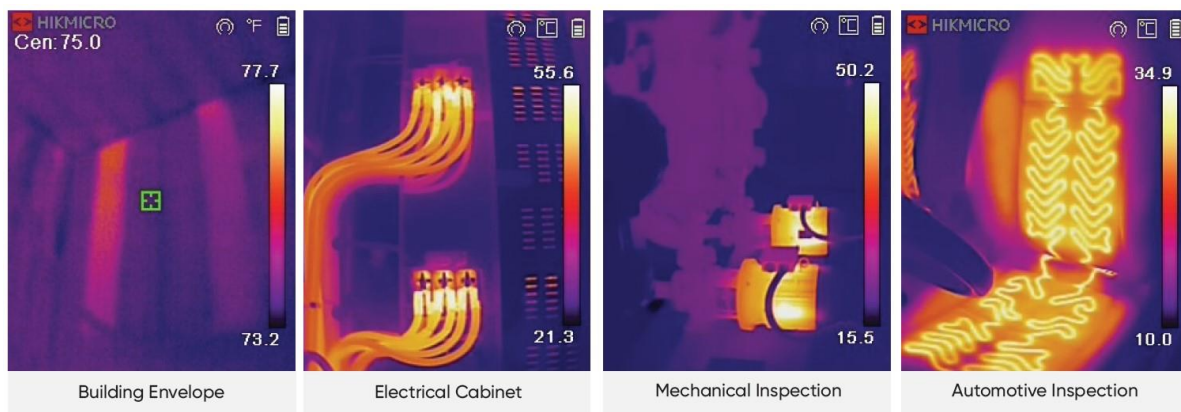 HIKMICRO °F
Cen:75.0
77.7
73.2
Building Envelope
°C
55.6
21.3
Electrical Cabinet
°C
50.2
15.5
Mechanical Inspection
HIKMICRO °C
34.9
10.0
Automotive Inspection